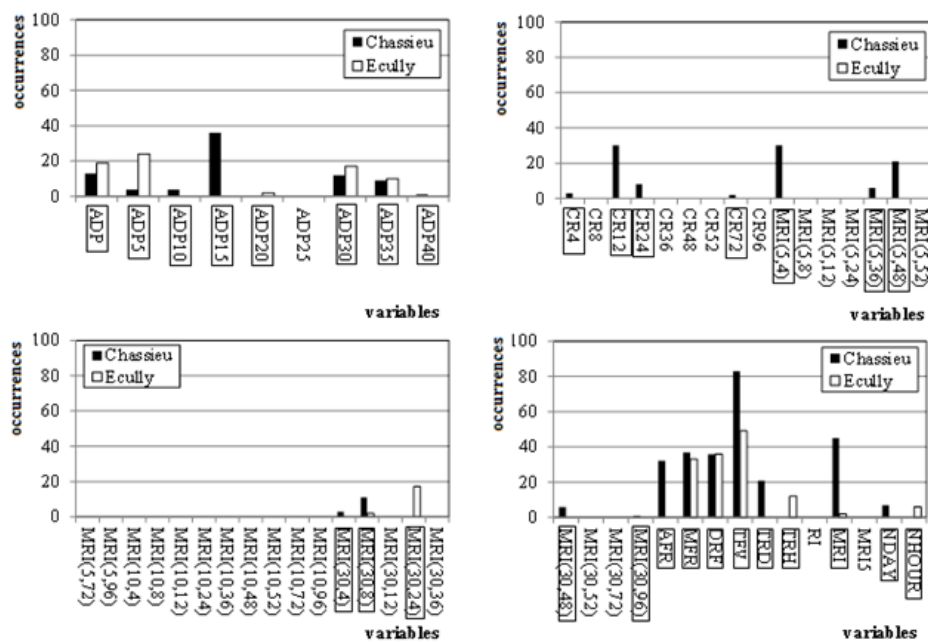 100
80
60
40
20
0
occurrences
Chassieu
Ecully
ADP
ADP5
ADP10
ADP15
ADP20
ADP25
ADP30
ADP35
ADP40
variables
100
80
60
40
20
0
occurrences
Chassieu
Ecully
CR4
CR8
CR12
CR24
CR36
CR48
CR52
CR72
CR96
MRI(5,4)
MRI(5,8)
MRI(5,12)
MRI(5,24)
MRI(5,36)
MRI(5,48)
MRI(5,52)
variables
100
80
60
40
20
0
occurrences
Chassieu
Ecully
MRI(5,72)
MRI(5,96)
MRI(10,4)
MRI(10,8)
MRI(10,12)
MRI(10,24)
MRI(10,36)
MRI(10,48)
MRI(10,52)
MRI(10,72)
MRI(10,96)
MRI(30,4)
MRI(30,8)
MRI(30,12)
MRI(30,24)
MRI(30,36)
variables
100
80
60
40
20
0
occurrences
Chassieu
Ecully
MRI(30,48)
MRI(30,52)
MRI(30,72)
MRI(30,96)
AFR
MFR
DRF
TFV
TRD
TRH
RI
MRI
MRI5
NDAY
NHOUR
variables